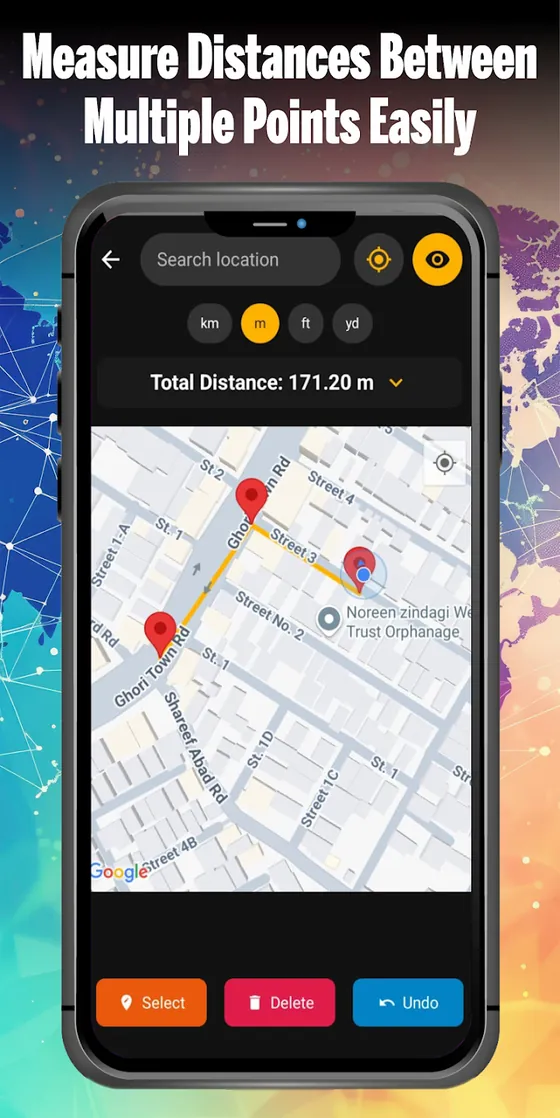 Measure Distances Between
Multiple Points Easily
Search location
km
m
ft
yd
Total Distance: 171.20 m
St 2
Street 4
St. 1
Street 1-A
Street 3
Noreen zindagi We
Trust Orphanage
Street No. 2
rd Rd
Ghori Town Rd
St. 1
Shareef Abad Rd
St. 1D
Street 1C
St. 1
Street 4B
Google
Select
Delete
Undo